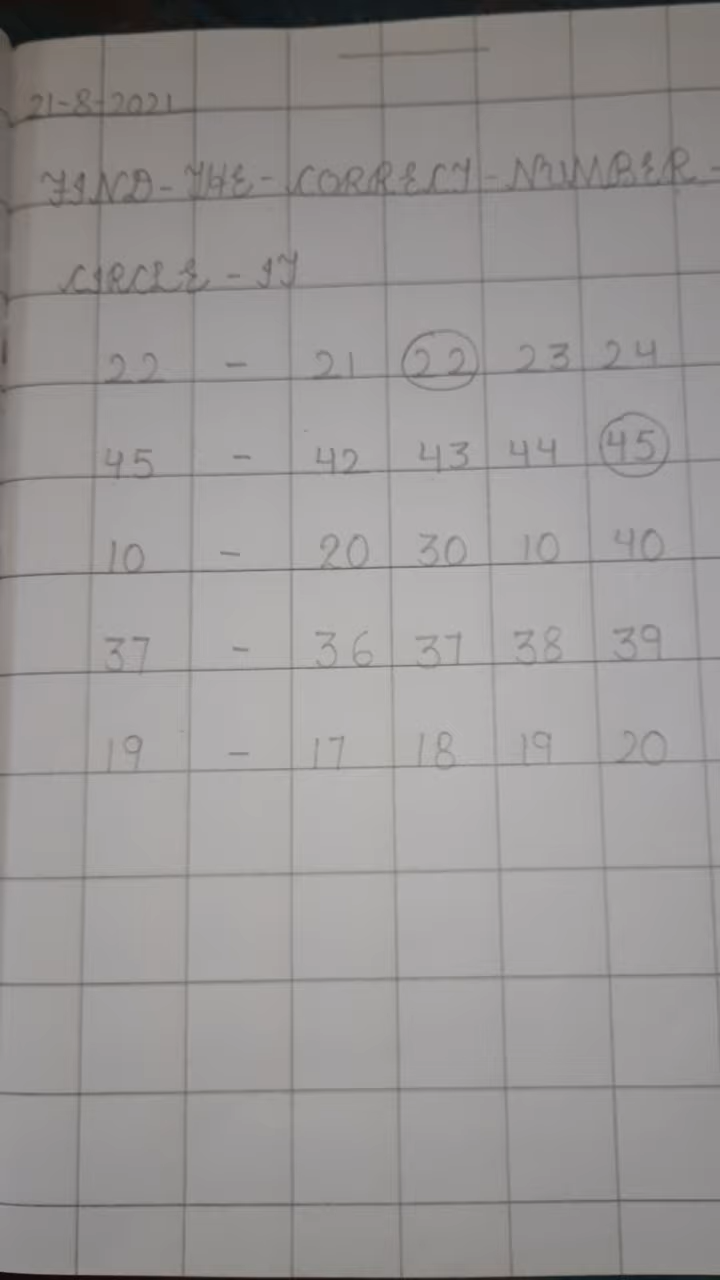 21-8-2021
FIND-THE-CORRECT-NUMBER-
CIRCLE-IT
22 - 21 22 23 24
45 - 42 43 44 45
10 - 20 30 10 40
37 - 36 37 38 39
19 - 17 18 19 20